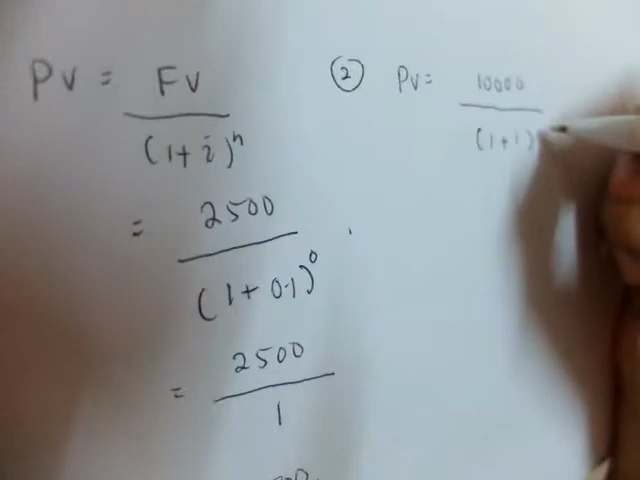 PV = FV
(1+i)^n
= 2500
(1+0.1)^0
= 2500
1
② PV= 10000
(1+1)